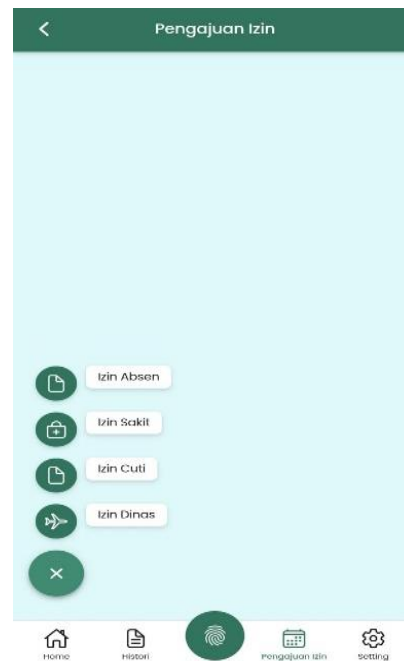 Pengajuan Izin
Izin Absen
Izin Sakit
Izin Cuti
Izin Dinas
Home Histori Pengajuan Izin Setting